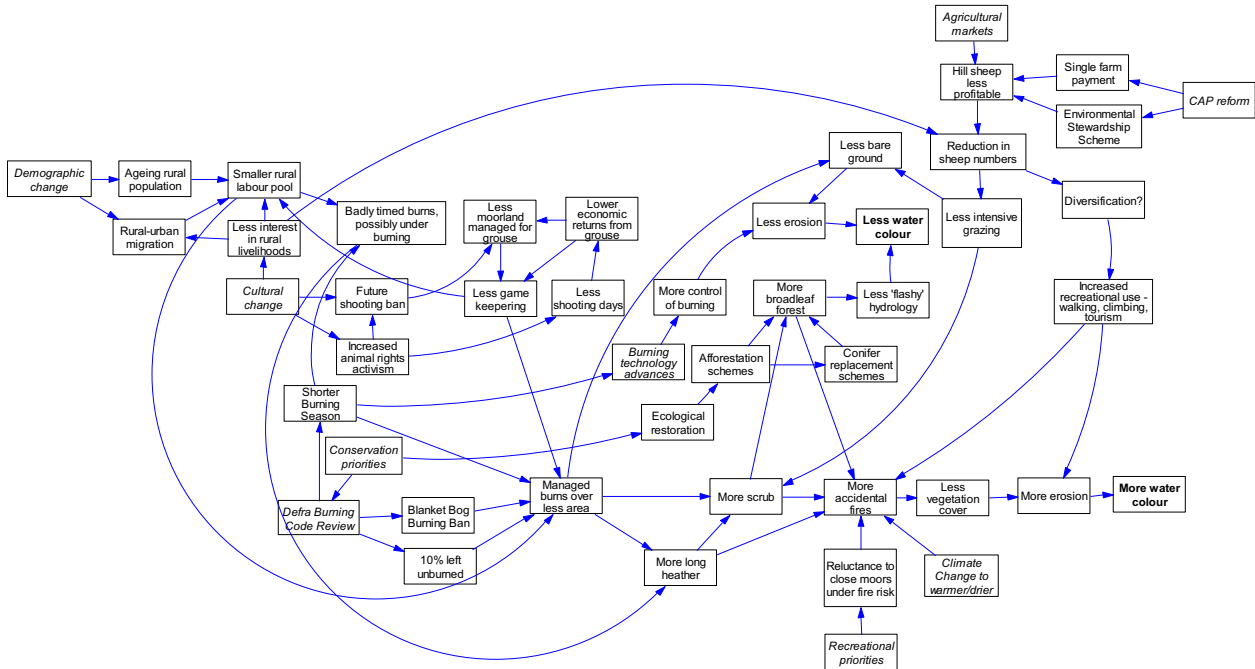 Agricultural
markets
Hill sheep
less
profitable
Single farm
payment
CAP reform
Environmental
Stewardship
Scheme
Less bare
ground
Reduction in
sheep numbers
Demographic
change
Ageing rural
population
Smaller rural
labour pool
Diversification?
Badly timed burns,
possibly under
burning
Less
moorland
managed for
grouse
Lower
economic
returns from
grouse
Less erosion
Less water
colour
Less intensive
grazing
Rural-urban
migration
Less interest
in rural
livelihoods
Cultural
change
Future
shooting ban
Less game
keepering
Less
shooting days
More control
of burning
More
broadleaf
forest
Less 'flashy'
hydrology
Increased
recreational use -
walking, climbing,
tourism
Increased
animal rights
activism
Burning
technology
advances
Afforestation
schemes
Conifer
replacement
schemes
Shorter
Burning
Season
Ecological
restoration
Conservation
priorities
Managed
burns over
less area
More scrub
More
accidental
fires
Less
vegetation
cover
More erosion
More water
colour
Defra Burning
Code Review
Blanket Bog
Burning Ban
10% left
unburned
More long
heather
Reluctance to
close moors
under fire risk
Climate
Change to
warmer/drier
Recreational
priorities